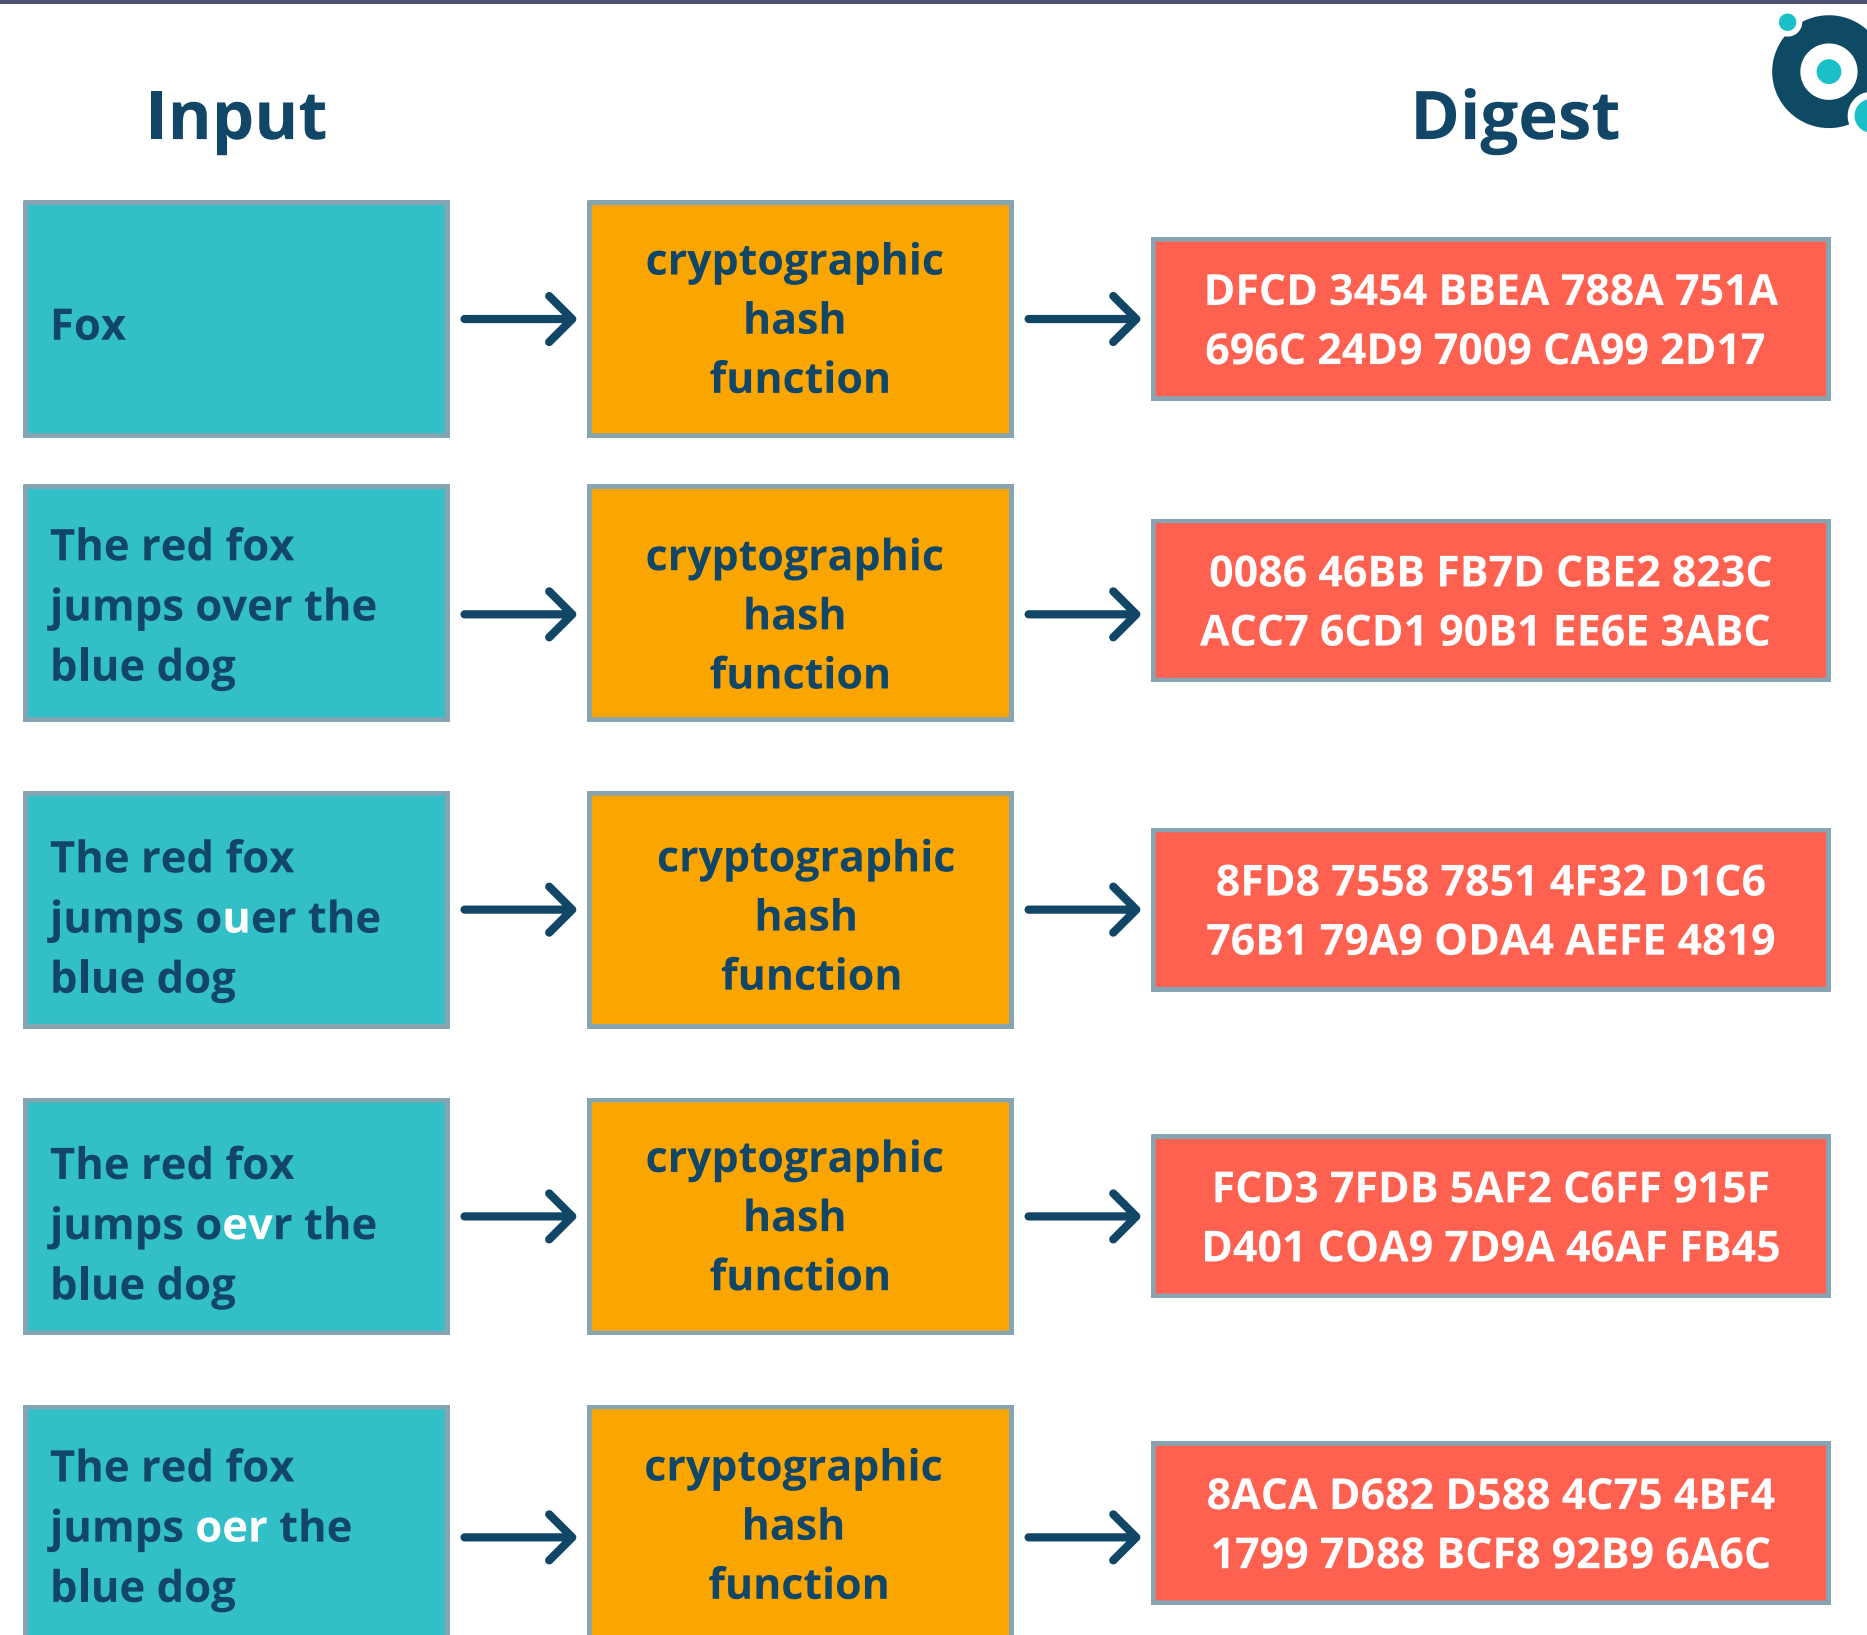 Input
Digest
Fox
cryptographic
hash
function
DFCD 3454 BBEA 788A 751A
696C 24D9 7009 CA99 2D17
The red fox
jumps over the
blue dog
cryptographic
hash
function
0086 46BB FB7D CBE2 823C
ACC7 6CD1 90B1 EE6E 3ABC
The red fox
jumps ouer the
blue dog
cryptographic
hash
function
8FD8 7558 7851 4F32 D1C6
76B1 79A9 ODA4 AEFE 4819
The red fox
jumps oevr the
blue dog
cryptographic
hash
function
FCD3 7FDB 5AF2 C6FF 915F
D401 COA9 7D9A 46AF FB45
The red fox
jumps oer the
blue dog
cryptographic
hash
function
8ACA D682 D588 4C75 4BF4
1799 7D88 BCF8 92B9 6A6C